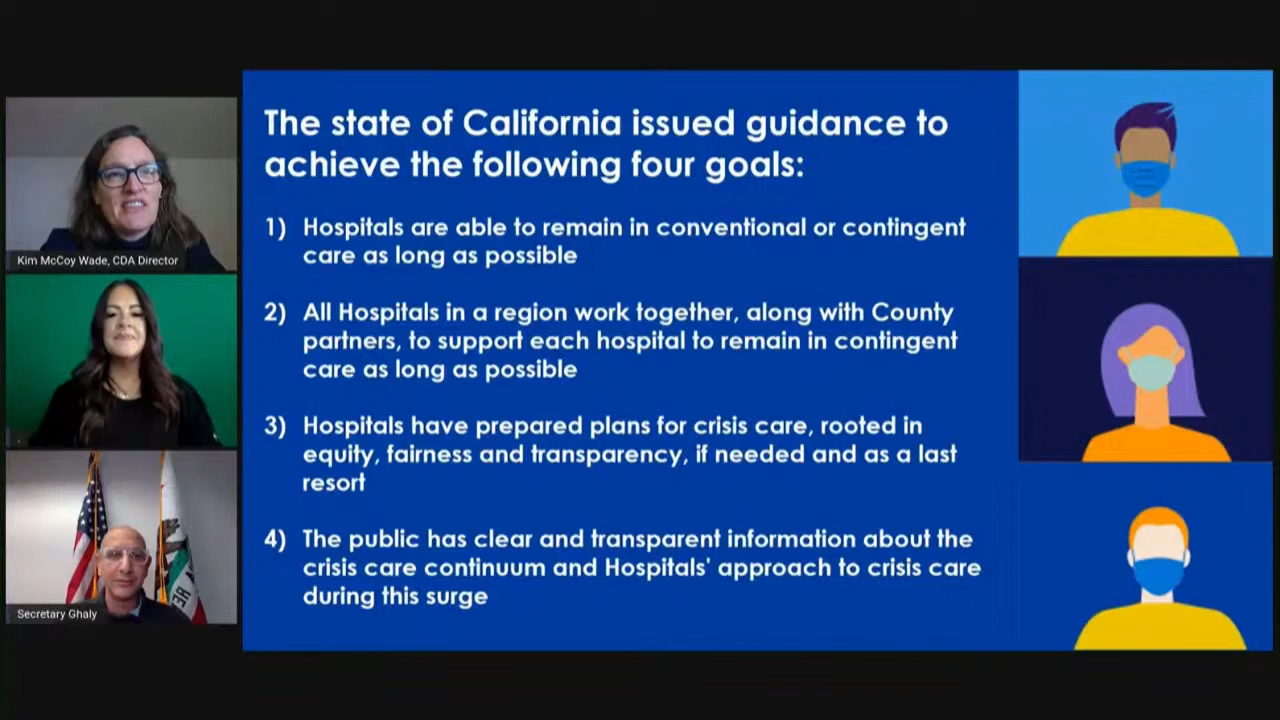 The state of California issued guidance to
achieve the following four goals:
1) Hospitals are able to remain in conventional or contingent
care as long as possible
2) All Hospitals in a region work together, along with County
partners, to support each hospital to remain in contingent
care as long as possible
3) Hospitals have prepared plans for crisis care, rooted in
equity, fairness and transparency, if needed and as a last
resort
4) The public has clear and transparent information about the
crisis care continuum and Hospitals' approach to crisis care
during this surge
Kim McCoy Wade, CDA Director
Secretary Ghaly